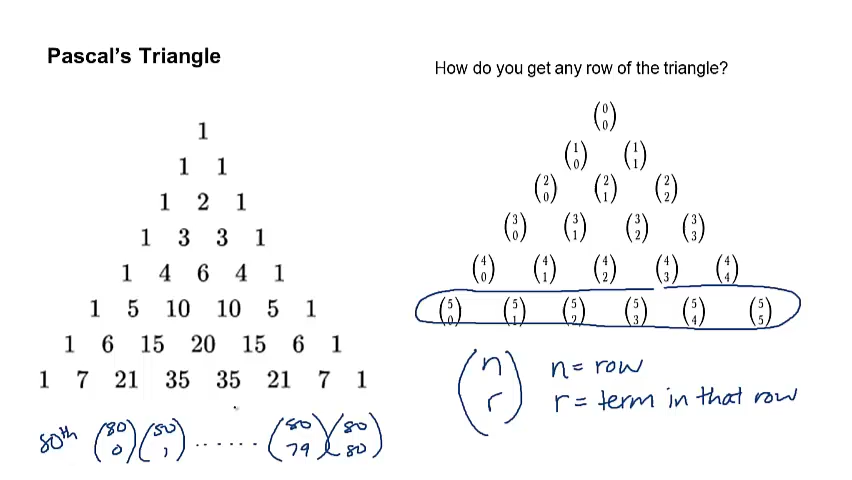 Pascal's Triangle
How do you get any row of the triangle?
1
1 1
1 2 1
1 3 3 1
1 4 6 4 1
1 5 10 10 5 1
1 6 15 20 15 6 1
1 7 21 35 35 21 7 1
80th (80 0) (80 1) ...... (80 79) (80 80)
(0 0)
(1 0) (1 1)
(2 0) (2 1) (2 2)
(3 0) (3 1) (3 2) (3 3)
(4 0) (4 1) (4 2) (4 3) (4 4)
(5 0) (5 1) (5 2) (5 3) (5 4) (5 5)
(n r) n = row
r = term in that row